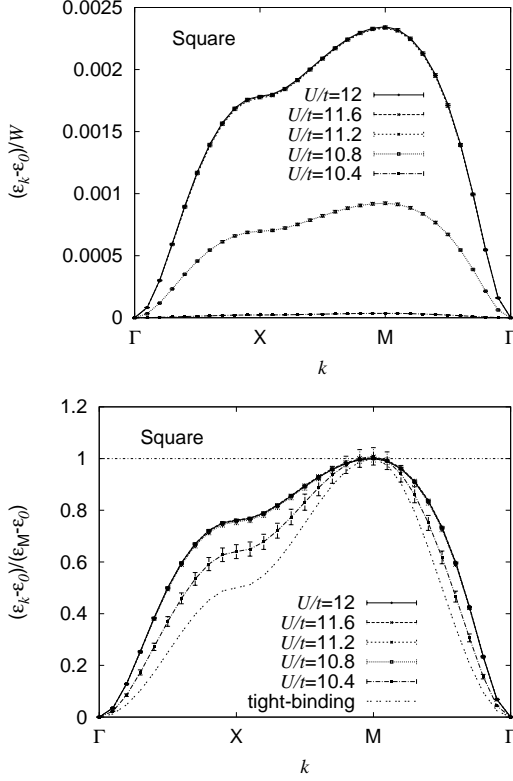 Square
0.0025
0.002
0.0015
0.001
0.0005
0
(ε_k-ε_0)/W
U/t=12
U/t=11.6
U/t=11.2
U/t=10.8
U/t=10.4
Γ X M Γ
k
Square
1.2
1
0.8
0.6
0.4
0.2
0
(ε_k-ε_0)/(ε_M-ε_0)
U/t=12
U/t=11.6
U/t=11.2
U/t=10.8
U/t=10.4
tight-binding
Γ X M Γ
k